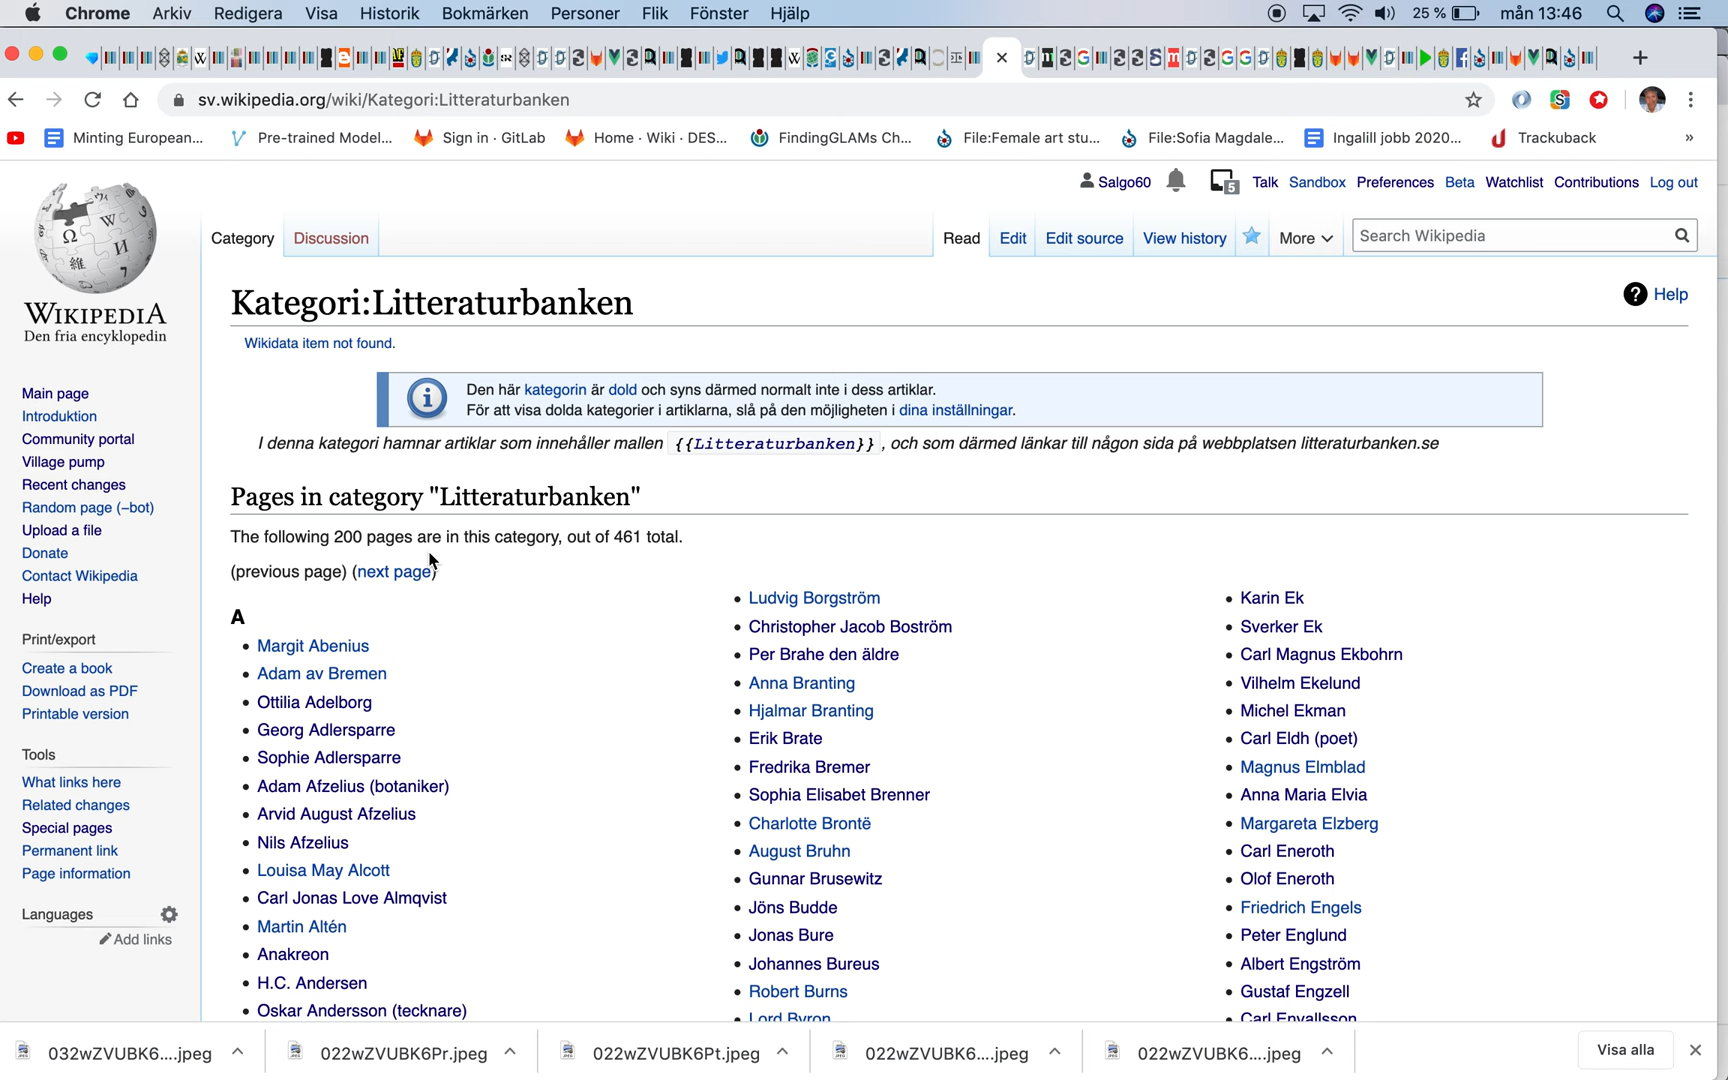 Chrome Arkiv Redigera Visa Historik Bokmärken Personer Flik Fönster Hjälp 25 % mån 13:46
sv.wikipedia.org/wiki/Kategori:Litteraturbanken
Minting European... Pre-trained Model... Sign in · GitLab Home · Wiki · DES... FindingGLAMs Ch... File:Female art stu... File:Sofia Magdale... Ingalill jobb 2020... Trackuback »
Salgo60 5 Talk Sandbox Preferences Beta Watchlist Contributions Log out
Category Discussion Read Edit Edit source View history More Search Wikipedia
WIKIPEDIA
Den fria encyklopedin
Main page
Introduktion
Community portal
Village pump
Recent changes
Random page (–bot)
Upload a file
Donate
Contact Wikipedia
Help
Print/export
Create a book
Download as PDF
Printable version
Tools
What links here
Related changes
Special pages
Permanent link
Page information
Languages
Add links
Kategori:Litteraturbanken
Help
Wikidata item not found.
Den här kategorin är dold och syns därmed normalt inte i dess artiklar.
För att visa dolda kategorier i artiklarna, slå på den möjligheten i dina inställningar.
I denna kategori hamnar artiklar som innehåller mallen {{Litteraturbanken}} , och som därmed länkar till någon sida på webbplatsen litteraturbanken.se
Pages in category "Litteraturbanken"
The following 200 pages are in this category, out of 461 total.
(previous page) (next page)
A
Margit Abenius
Adam av Bremen
Ottilia Adelborg
Georg Adlersparre
Sophie Adlersparre
Adam Afzelius (botaniker)
Arvid August Afzelius
Nils Afzelius
Louisa May Alcott
Carl Jonas Love Almqvist
Martin Altén
Anakreon
H.C. Andersen
Oskar Andersson (tecknare)
Ludvig Borgström
Christopher Jacob Boström
Per Brahe den äldre
Anna Branting
Hjalmar Branting
Erik Brate
Fredrika Bremer
Sophia Elisabet Brenner
Charlotte Brontë
August Bruhn
Gunnar Brusewitz
Jöns Budde
Jonas Bure
Johannes Bureus
Robert Burns
Lord Byron
Karin Ek
Sverker Ek
Carl Magnus Ekbohrn
Vilhelm Ekelund
Michel Ekman
Carl Eldh (poet)
Magnus Elmblad
Anna Maria Elvia
Margareta Elzberg
Carl Eneroth
Olof Eneroth
Friedrich Engels
Peter Englund
Albert Engström
Gustaf Engzell
Carl Envallsson
032wZVUBK6....jpeg 022wZVUBK6Pr.jpeg 022wZVUBK6Pt.jpeg 022wZVUBK6....jpeg 022wZVUBK6....jpeg Visa alla